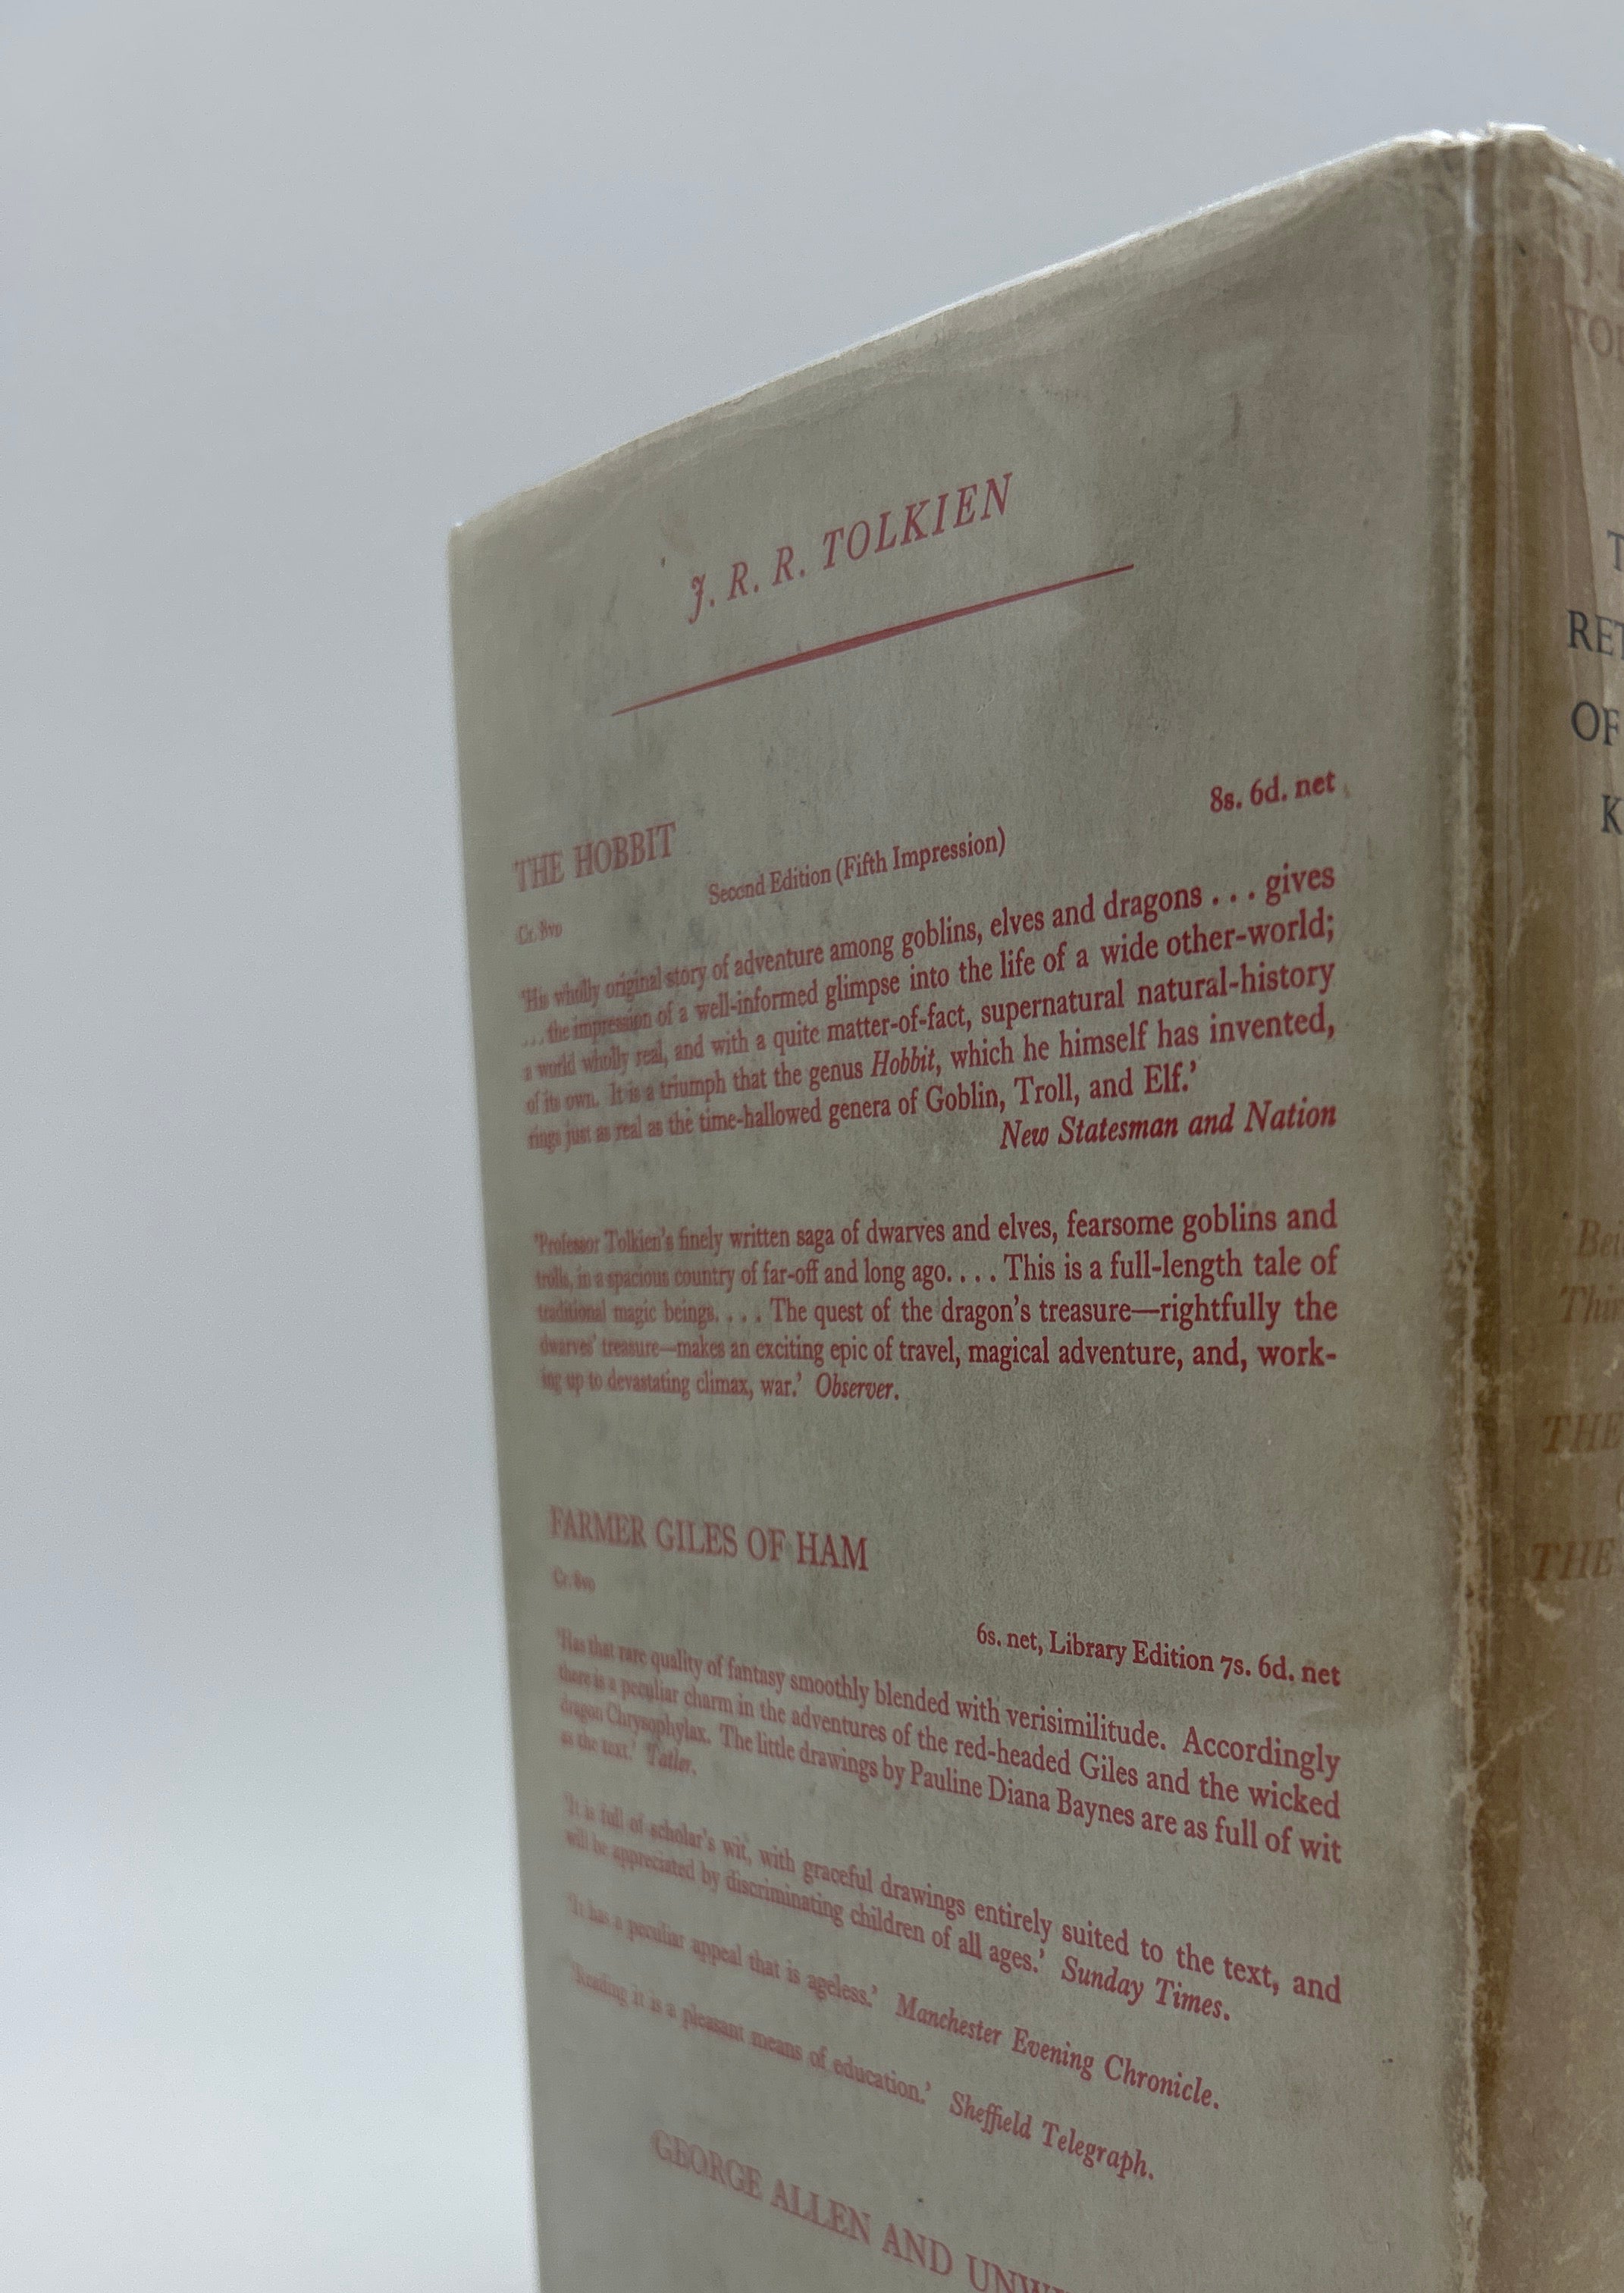 J. R. R. TOLKIEN
8s. 6d. net
THE HOBBIT
Second Edition (Fifth Impression)
Cr. 8vo
'His wholly original story of adventure among goblins, elves and dragons . . . gives
. . . the impression of a well-informed glimpse into the life of a wide other-world;
a world wholly real, and with a quite matter-of-fact, supernatural natural-history
of its own. It is a triumph that the genus Hobbit, which he himself has invented,
rings just as real as the time-hallowed genera of Goblin, Troll, and Elf.'
New Statesman and Nation
'Professor Tolkien's finely written saga of dwarves and elves, fearsome goblins and
trolls, in a spacious country of far-off and long ago. . . . This is a full-length tale of
traditional magic beings. . . . The quest of the dragon's treasure—rightfully the
dwarves' treasure—makes an exciting epic of travel, magical adventure, and, work-
ing up to devastating climax, war.' Observer.
FARMER GILES OF HAM
Cr. 8vo
6s. net, Library Edition 7s. 6d. net
'Has that rare quality of fantasy smoothly blended with verisimilitude. Accordingly
there is a peculiar charm in the adventures of the red-headed Giles and the wicked
dragon Chrysophylax. The little drawings by Pauline Diana Baynes are as full of wit
as the text.' Tatler.
'It is full of scholar's wit, with graceful drawings entirely suited to the text, and
will be appreciated by discriminating children of all ages.' Sunday Times.
'It has a peculiar appeal that is ageless.' Manchester Evening Chronicle.
'Reading it is a pleasant means of education.' Sheffield Telegraph.
GEORGE ALLEN AND UNW
J.
TOL
T
RET
OF
K
THE
THE